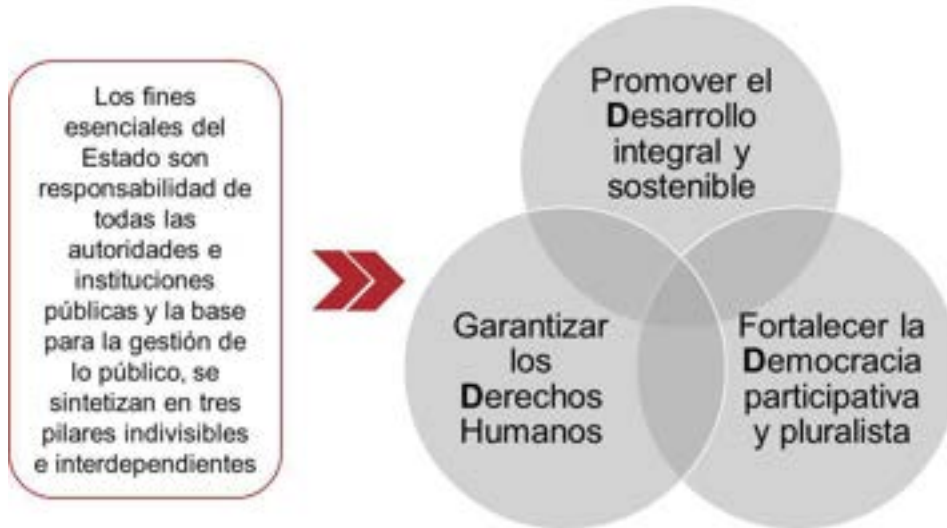 Los fines
esenciales del
Estado son
responsabilidad de
todas las
autoridades e
instituciones
públicas y la base
para la gestión de
lo público, se
sintetizan en tres
pilares indivisibles
e interdependientes
Promover el
Desarrollo
integral y
sostenible
Garantizar
los
Derechos
Humanos
Fortalecer la
Democracia
participativa
y pluralista